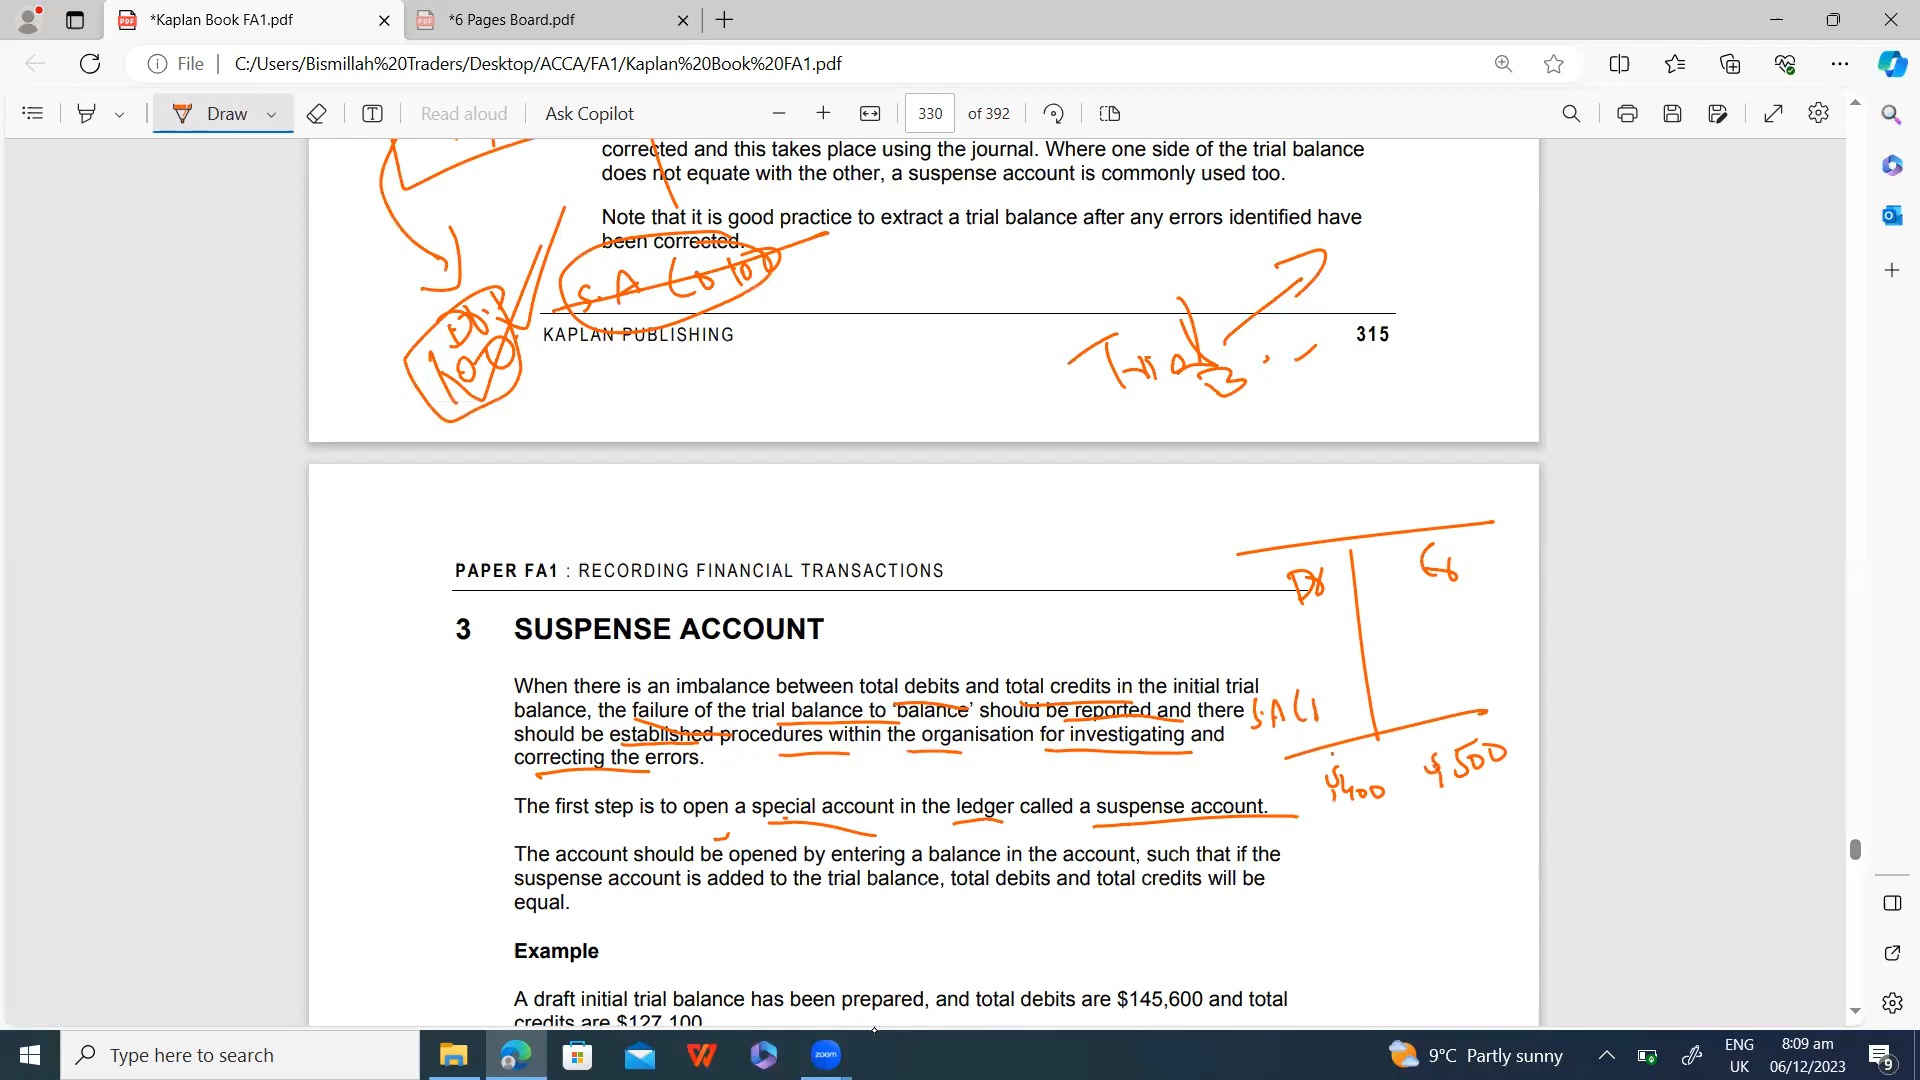 *Kaplan Book FA1.pdf
*6 Pages Board.pdf
File
C:/Users/Bismillah%20Traders/Desktop/ACCA/FA1/Kaplan%20Book%20FA1.pdf
Draw
Read aloud
Ask Copilot
330
of 392
corrected and this takes place using the journal. Where one side of the trial balance
does not equate with the other, a suspense account is commonly used too.
Note that it is good practice to extract a trial balance after any errors identified have
been corrected.
S.A Cr 100
100
KAPLAN PUBLISHING
Trial
315
PAPER FA1 : RECORDING FINANCIAL TRANSACTIONS
Dr
Cr
3 SUSPENSE ACCOUNT
When there is an imbalance between total debits and total credits in the initial trial
balance, the failure of the trial balance to 'balance' should be reported and there
should be established procedures within the organisation for investigating and
correcting the errors.
S.A
$400
$500
The first step is to open a special account in the ledger called a suspense account.
The account should be opened by entering a balance in the account, such that if the
suspense account is added to the trial balance, total debits and total credits will be
equal.
Example
A draft initial trial balance has been prepared, and total debits are $145,600 and total
credits are $127,100
Type here to search
zoom
9°C Partly sunny
ENG
UK
8:09 am
06/12/2023
9